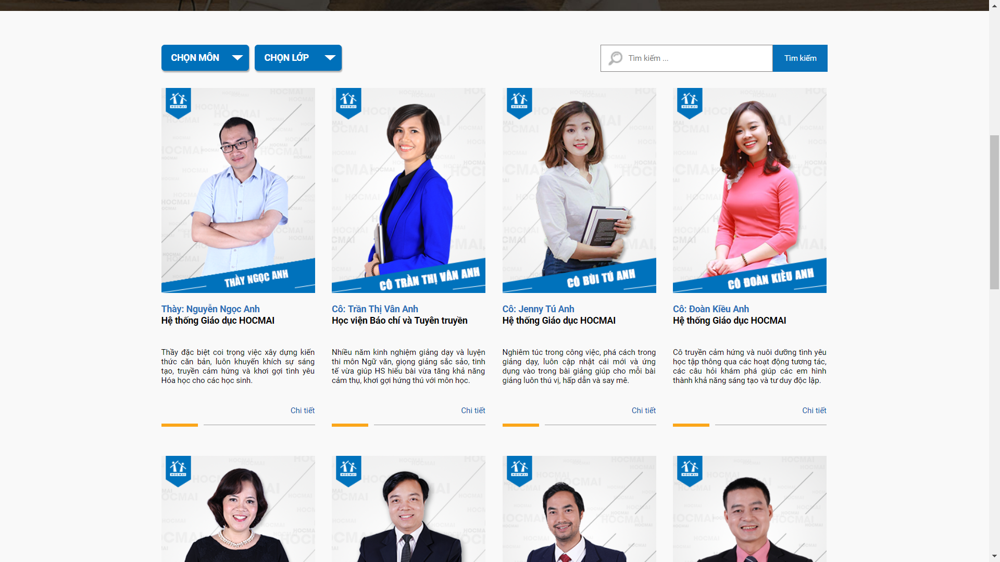 CHỌN MÔN
CHỌN LỚP
Tìm kiếm ...
Tìm kiếm
HOCMAI
THẦY NGỌC ANH
HOCMAI
CÔ TRẦN THỊ VÂN ANH
HOCMAI
CÔ BÙI TÚ ANH
HOCMAI
CÔ ĐOÀN KIỀU ANH
Thầy: Nguyễn Ngọc Anh
Hệ thống Giáo dục HOCMAI
Thầy đặc biệt coi trọng việc xây dựng kiến
thức căn bản, luôn khuyến khích sự sáng
tạo, truyền cảm hứng và khơi gợi tình yêu
Hóa học cho các học sinh.
Chi tiết
Cô: Trần Thị Vân Anh
Học viện Báo chí và Tuyên truyền
Nhiều năm kinh nghiệm giảng dạy và luyện
thi môn Ngữ văn, giọng giảng sắc sảo, tinh
tế vừa giúp HS hiểu bài vừa tăng khả năng
cảm thụ, khơi gợi hứng thú với môn học.
Chi tiết
Cô: Jenny Tú Anh
Hệ thống Giáo dục HOCMAI
Nghiêm túc trong công việc, phá cách trong
giảng dạy, luôn cập nhật cái mới và ứng
dụng vào trong bài giảng giúp cho mỗi bài
giảng luôn thú vị, hấp dẫn và say mê.
Chi tiết
Cô: Đoàn Kiều Anh
Hệ thống Giáo dục HOCMAI
Cô truyền cảm hứng và nuôi dưỡng tình yêu
học tập thông qua các hoạt động tương tác,
các câu hỏi khám phá giúp các em hình
thành khả năng sáng tạo và tư duy độc lập.
Chi tiết
HOCMAI
HOCMAI
HOCMAI
HOCMAI